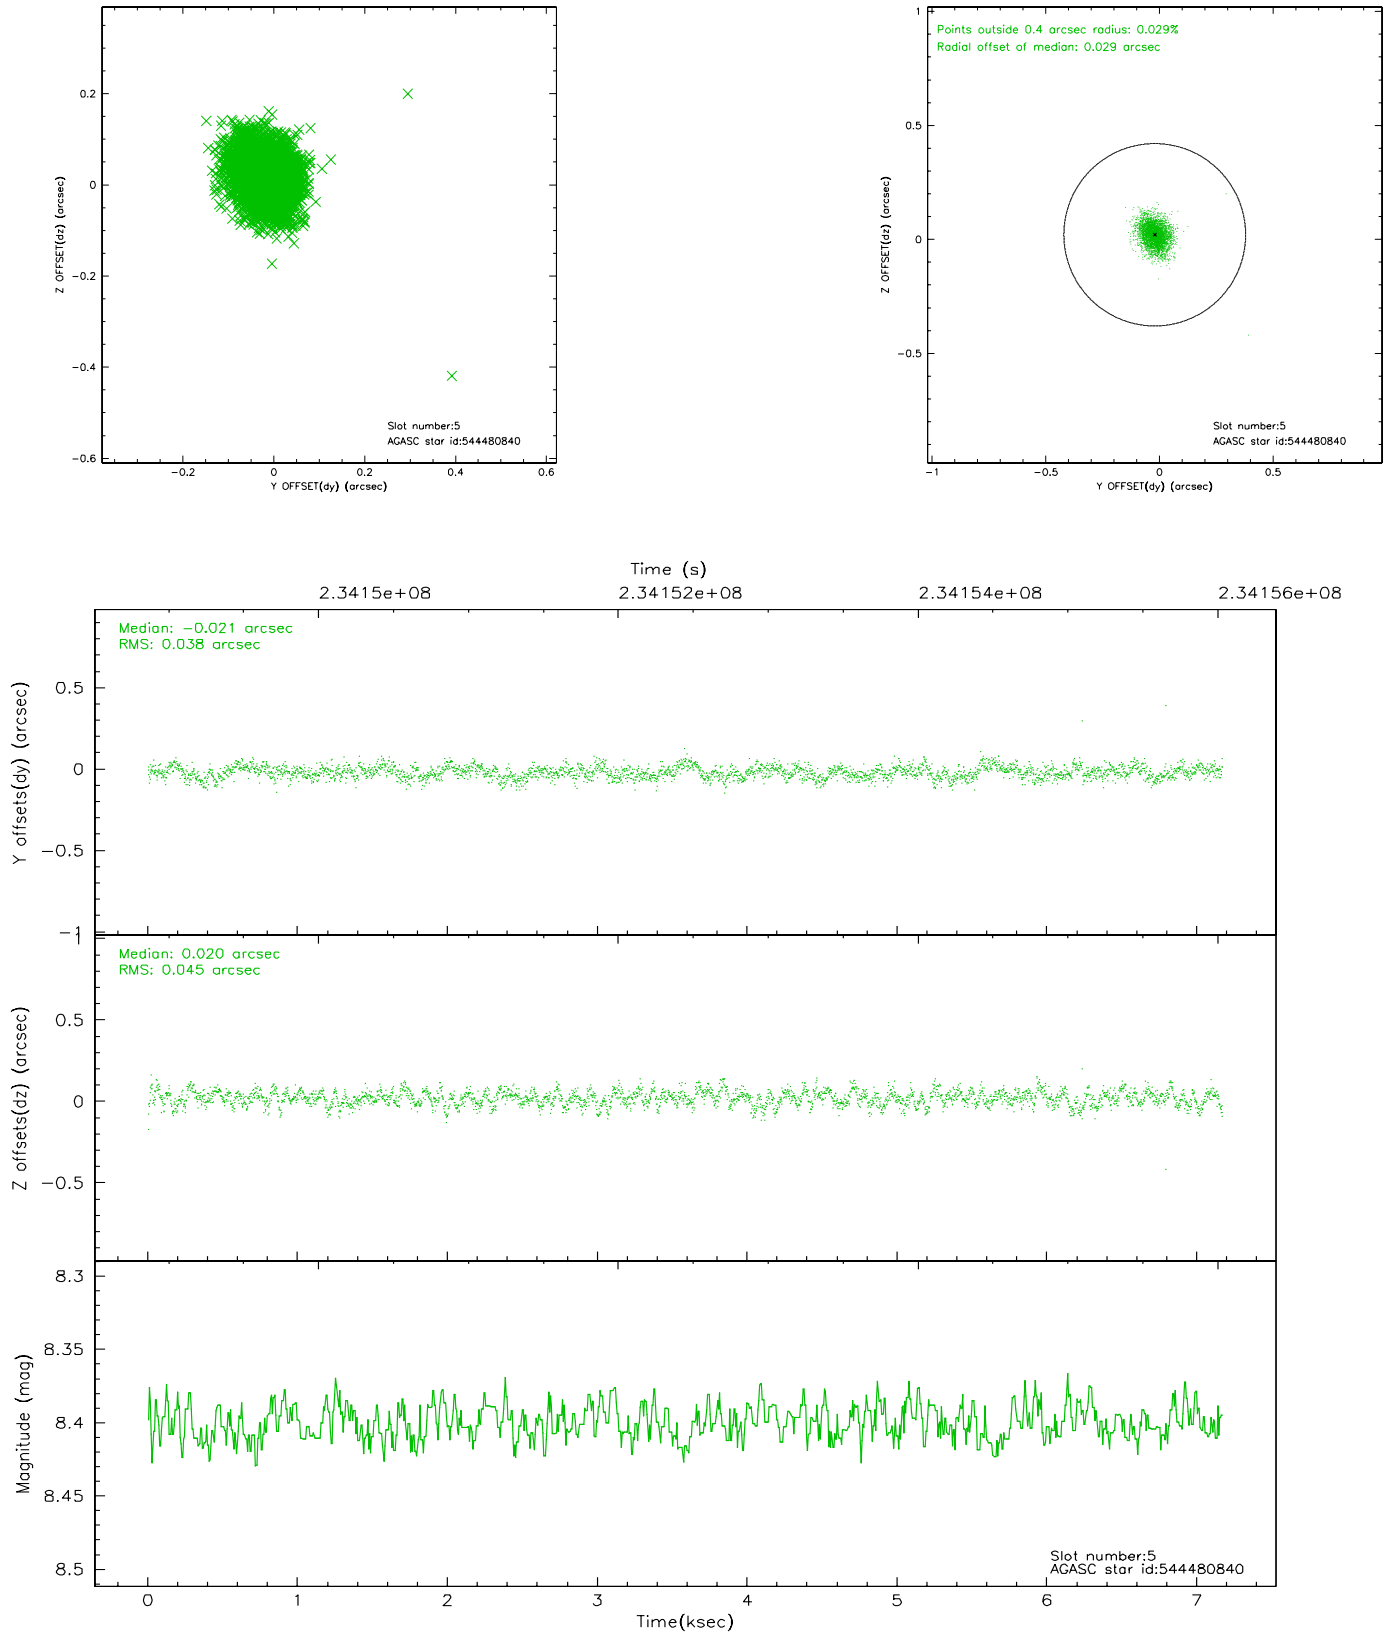 0.2
0
−0.2
−0.4
−0.6
Z OFFSET(dz) (arcsec)
Slot number:5
AGASC star id:544480840
−0.2 0 0.2 0.4 0.6
Y OFFSET(dy) (arcsec)
Points outside 0.4 arcsec radius: 0.029%
Radial offset of median: 0.029 arcsec
1
0.5
0
−0.5
Z OFFSET(dz) (arcsec)
Slot number:5
AGASC star id:544480840
−1 −0.5 0 0.5
Y OFFSET(dy) (arcsec)
Time (s)
2.3415e+08 2.34152e+08 2.34154e+08 2.34156e+08
Median: −0.021 arcsec
RMS: 0.038 arcsec
0.5
0
−0.5
−1
Y offsets(dy) (arcsec)
Median: 0.020 arcsec
RMS: 0.045 arcsec
1
0.5
0
−0.5
Z offsets(dz) (arcsec)
8.3
8.35
8.4
8.45
8.5
Magnitude (mag)
Slot number:5
AGASC star id:544480840
0 1 2 3 4 5 6 7
Time(ksec)